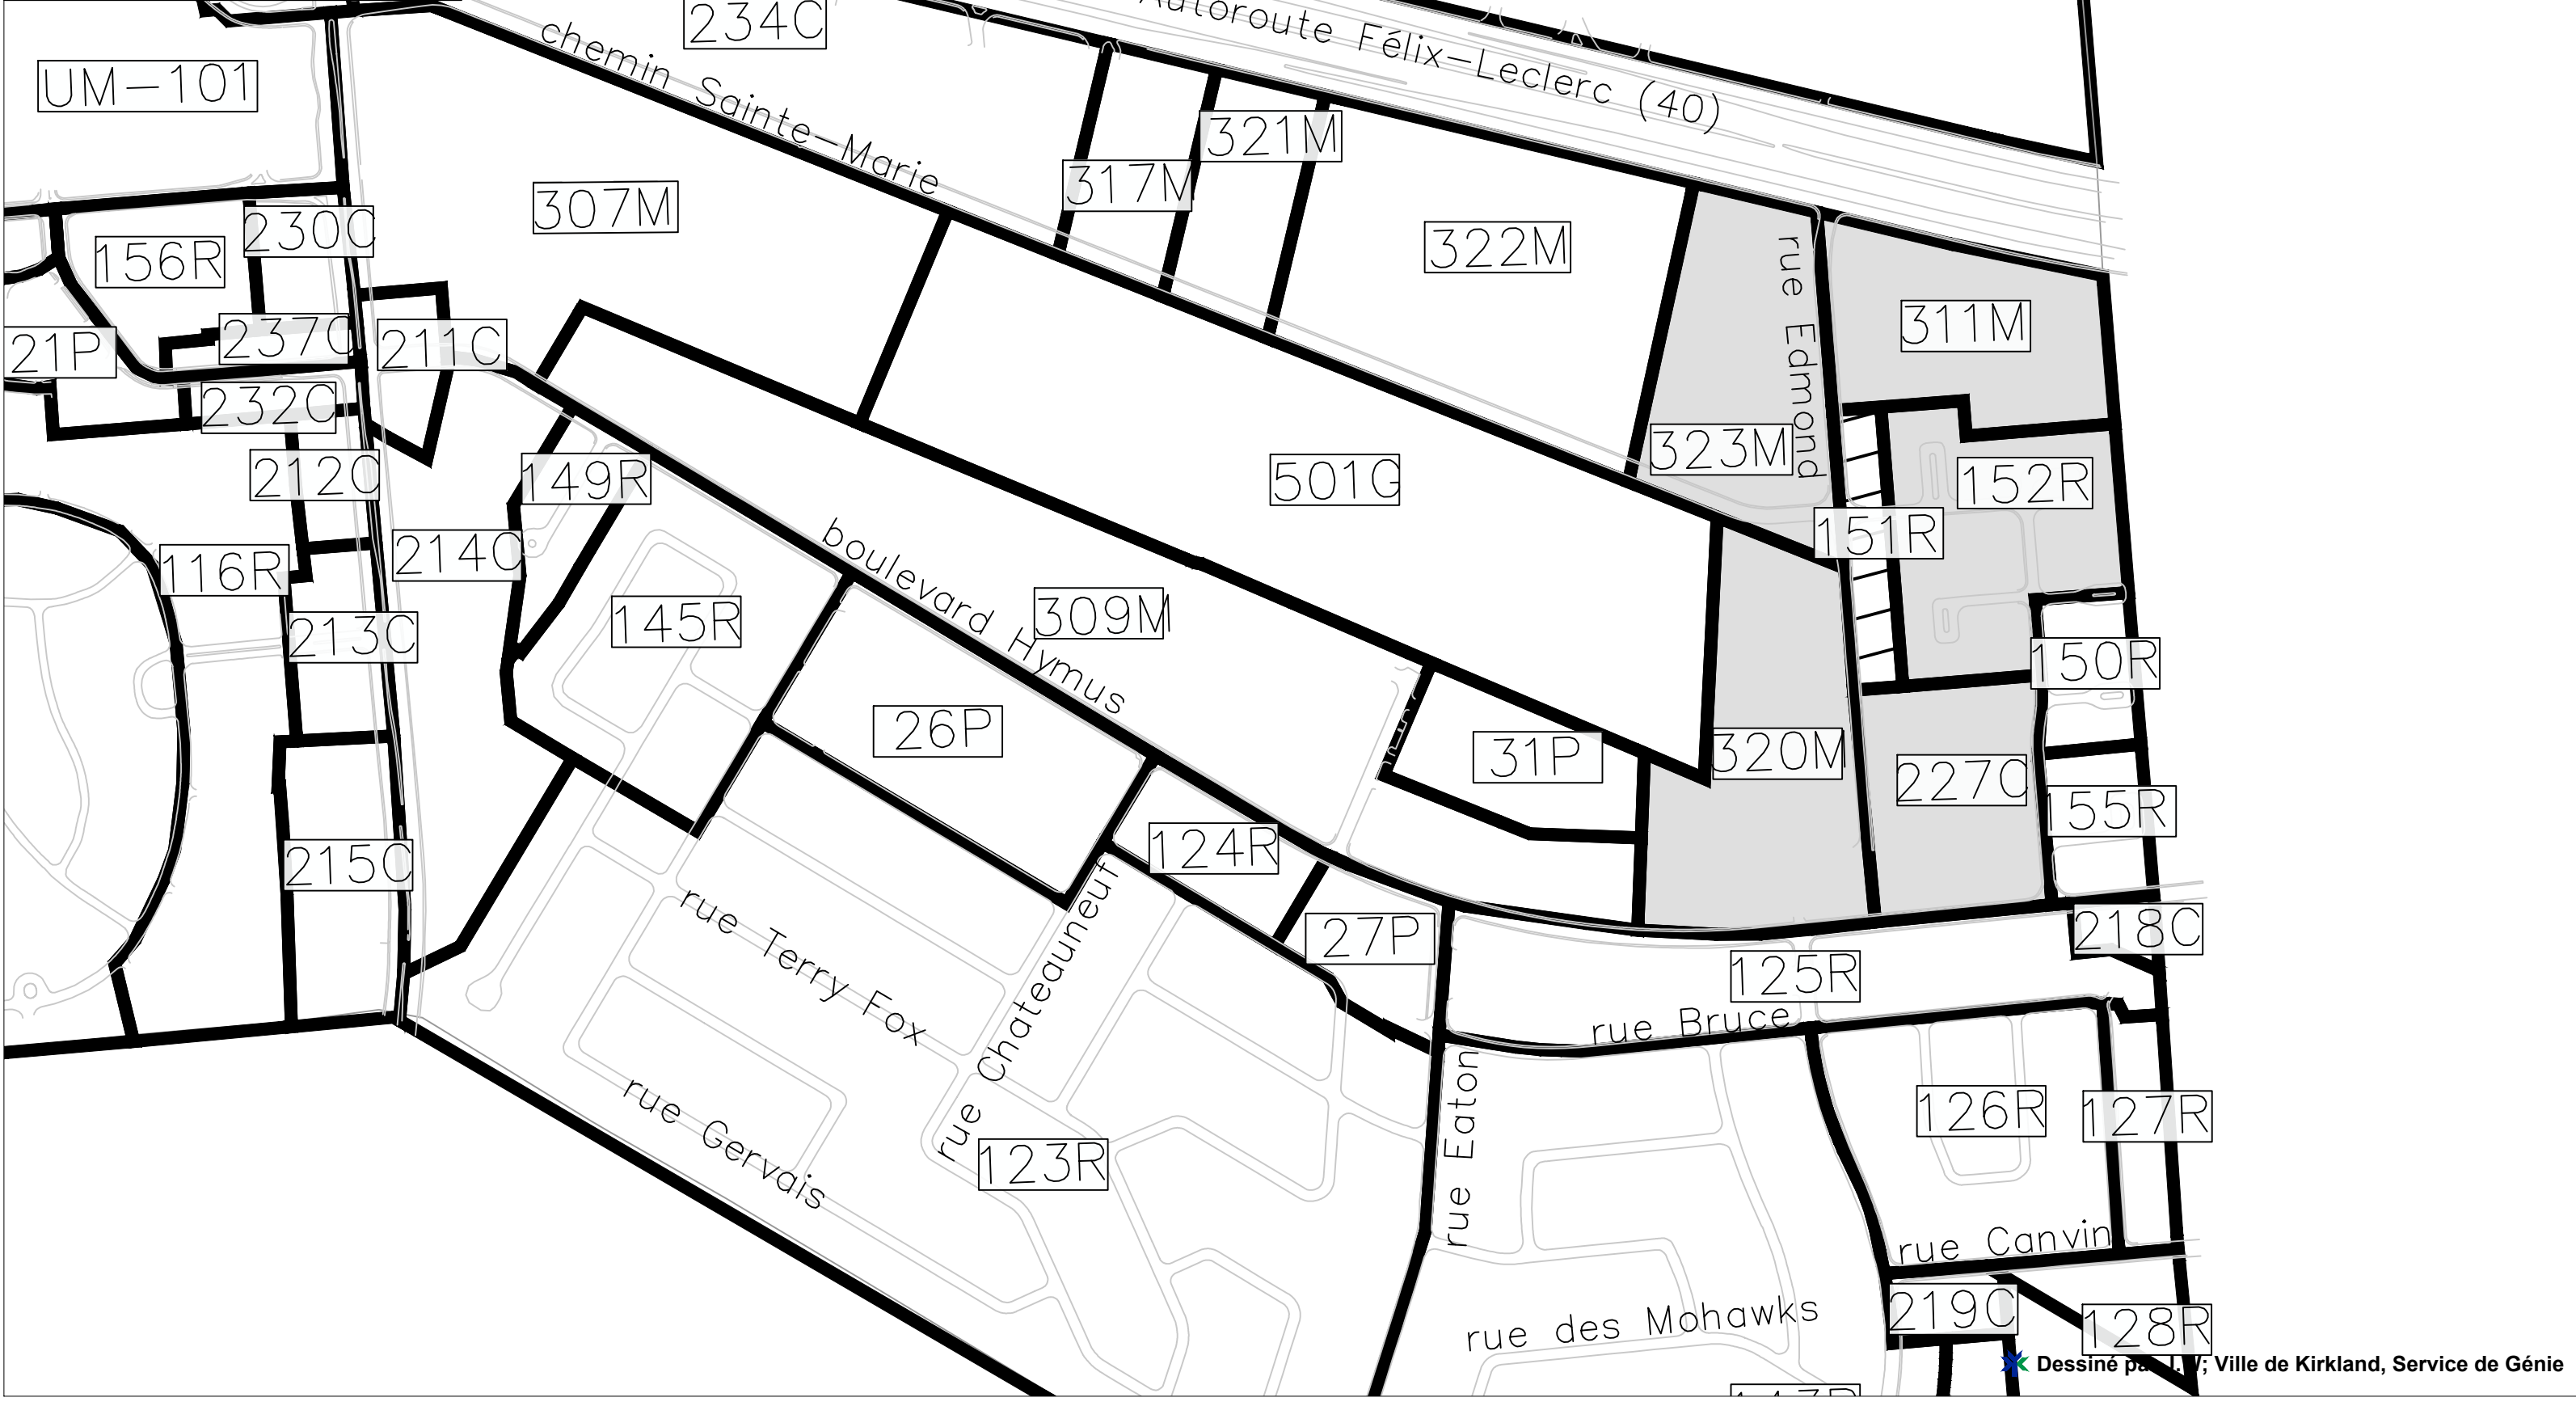 234C
Autoroute Félix-Leclerc (40)
chemin Sainte-Marie
UM-101
321M
317M
307M
322M
230C
156R
rue Edmond
311M
237C
211C
21P
232C
323M
501G
152R
212C
149R
151R
214C
116R
boulevard Hymus
309M
145R
213C
150R
26P
31P
320M
227C
155R
124R
215C
rue Terry Fox
27P
218C
125R
rue Chateauneuf
rue Bruce
rue Eaton
126R
127R
rue Gervais
123R
rue Canvin
rue des Mohawks
219C
128R
Dessiné par ; Ville de Kirkland, Service de Génie